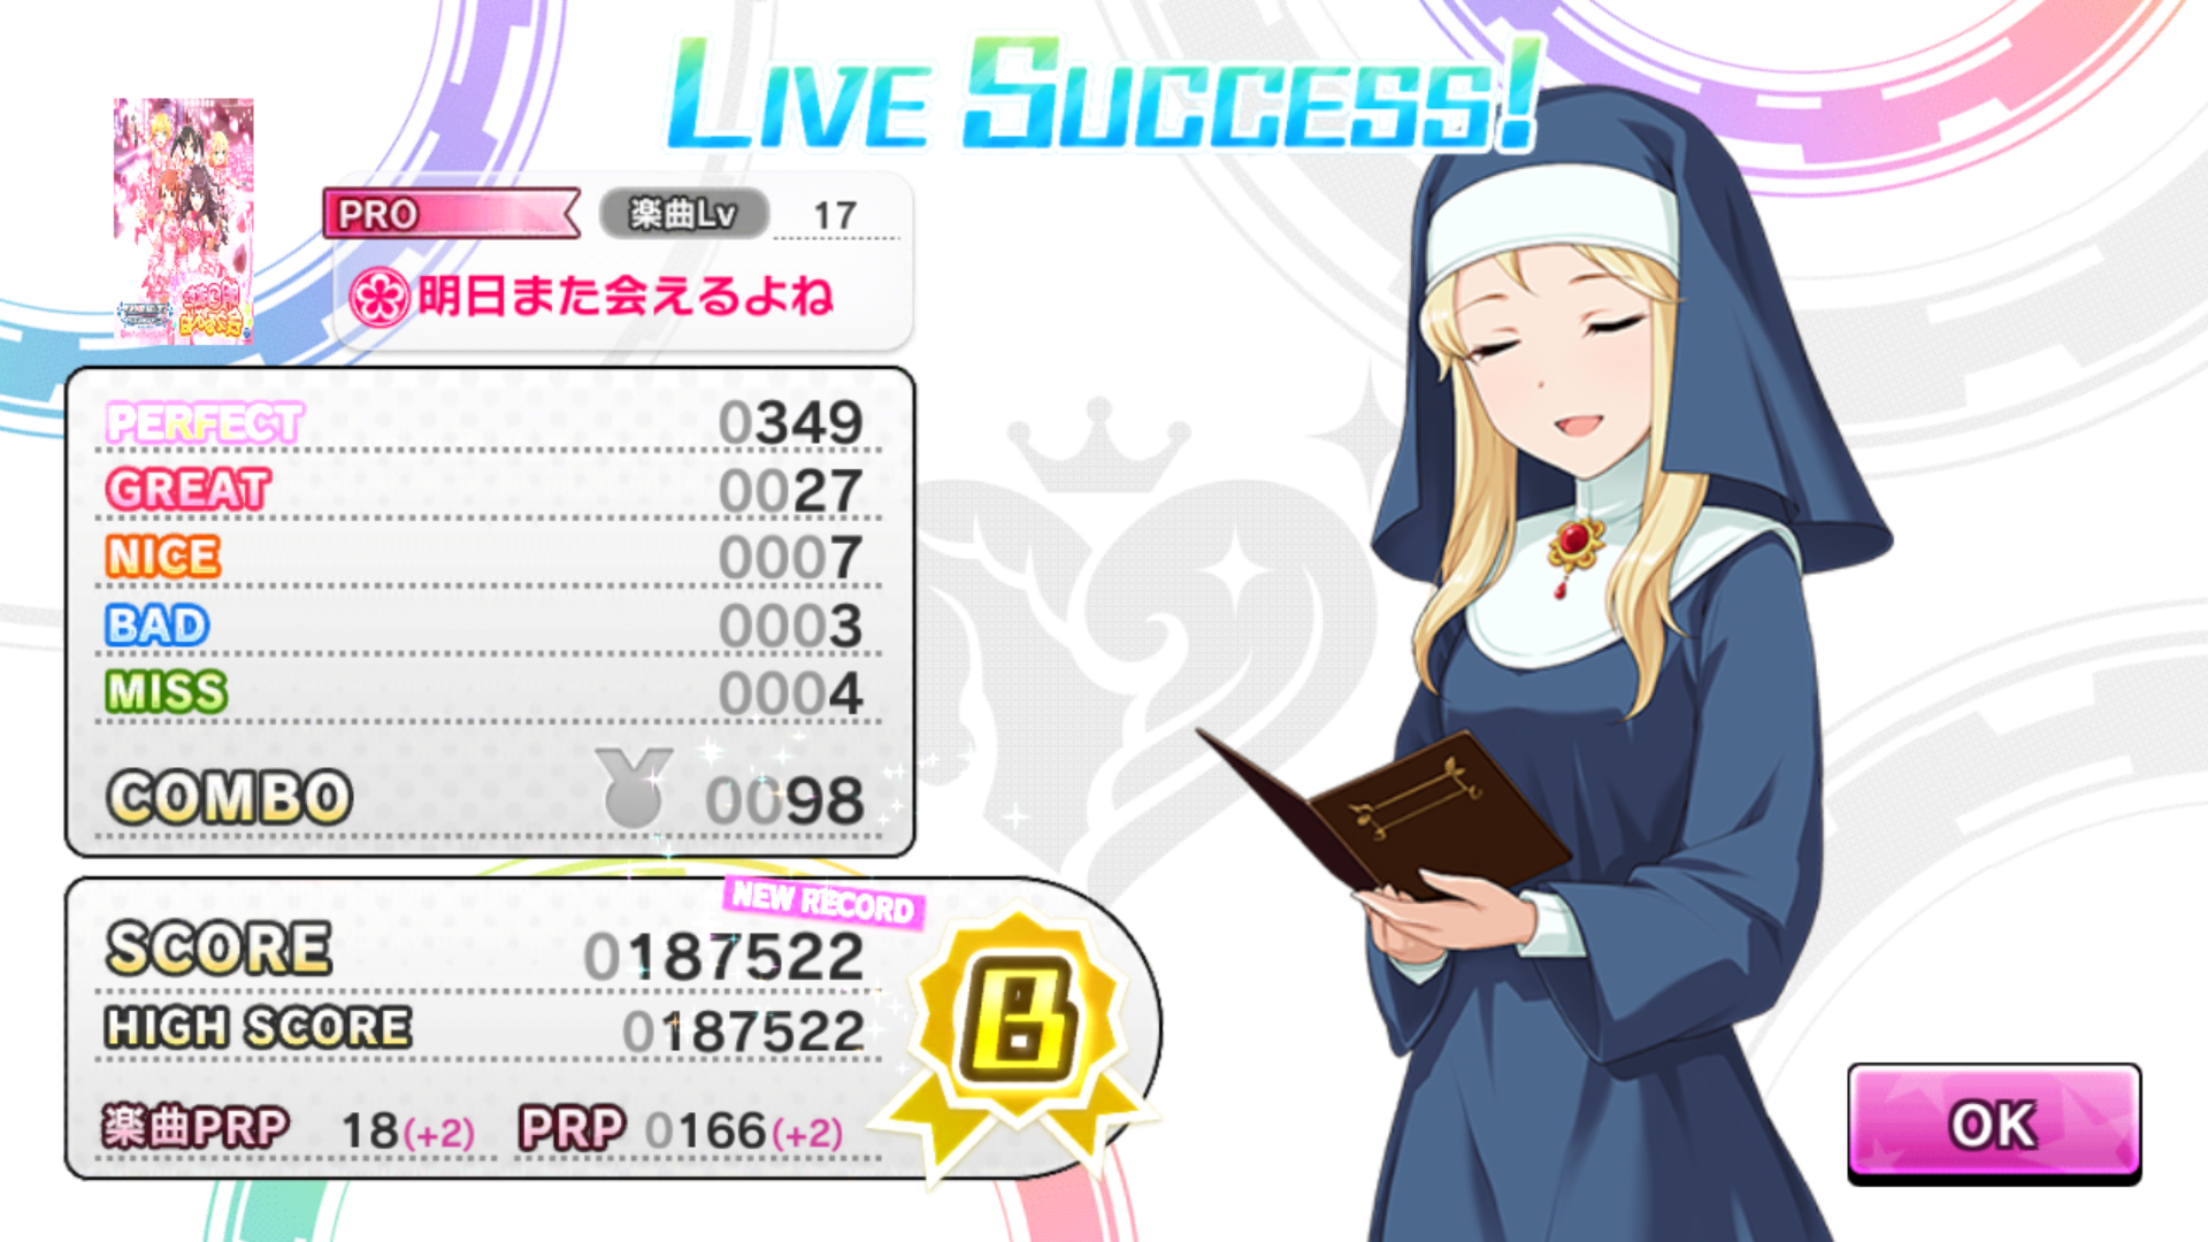 LIVE SUCCESS!
PRO 楽曲Lv 17
明日また会えるよね
PERFECT 0349
GREAT 0027
NICE 0007
BAD 0003
MISS 0004
COMBO 0098
NEW RECORD
SCORE 0187522
HIGH SCORE 0187522
B
楽曲PRP 18(+2) PRP 0166(+2)
OK